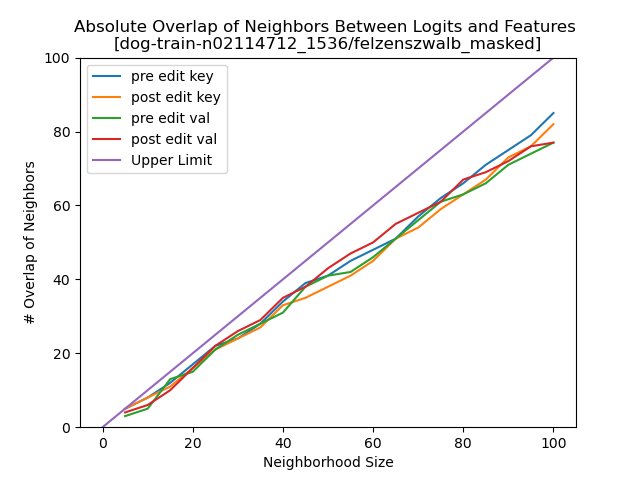 Absolute Overlap of Neighbors Between Logits and Features
[dog-train-n02114712_1536/felzenszwalb_masked]
pre edit key
post edit key
pre edit val
post edit val
Upper Limit
# Overlap of Neighbors
100
80
60
40
20
0
0 20 40 60 80 100
Neighborhood Size